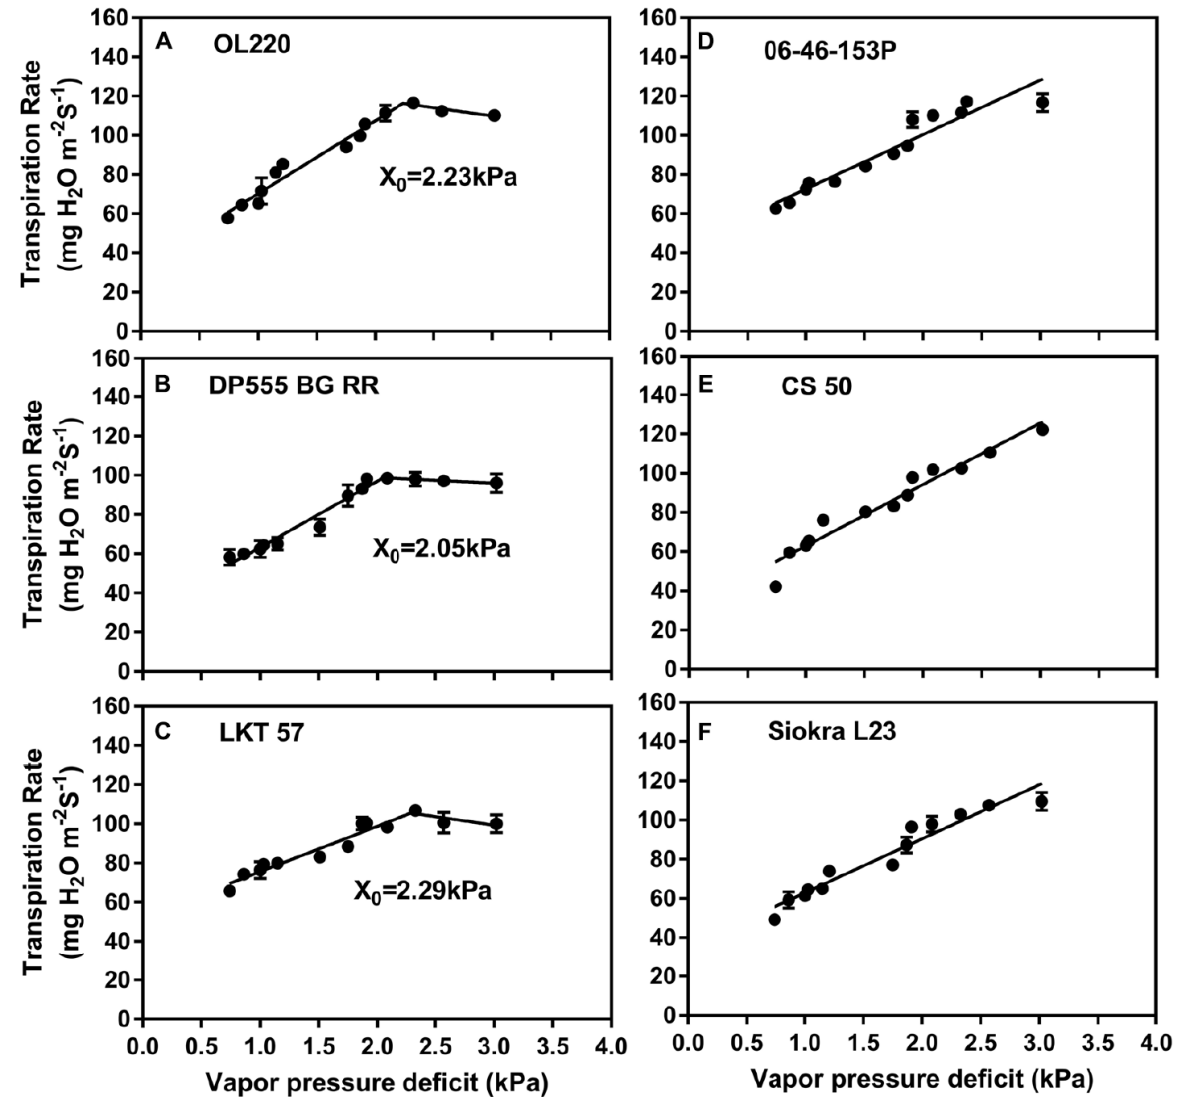 A OL220
Transpiration Rate
(mg H₂O m⁻²S⁻¹)
160
140
120
100
80
60
40
20
0
X₀=2.23kPa
D 06-46-153P
160
140
120
100
80
60
40
20
0
B DP555 BG RR
Transpiration Rate
(mg H₂O m⁻²S⁻¹)
160
140
120
100
80
60
40
20
0
X₀=2.05kPa
E CS 50
160
140
120
100
80
60
40
20
0
C LKT 57
Transpiration Rate
(mg H₂O m⁻²S⁻¹)
160
140
120
100
80
60
40
20
0
X₀=2.29kPa
0.0 0.5 1.0 1.5 2.0 2.5 3.0 3.5 4.0
Vapor pressure deficit (kPa)
F Siokra L23
160
140
120
100
80
60
40
20
0
0.0 0.5 1.0 1.5 2.0 2.5 3.0 3.5 4.0
Vapor pressure deficit (kPa)